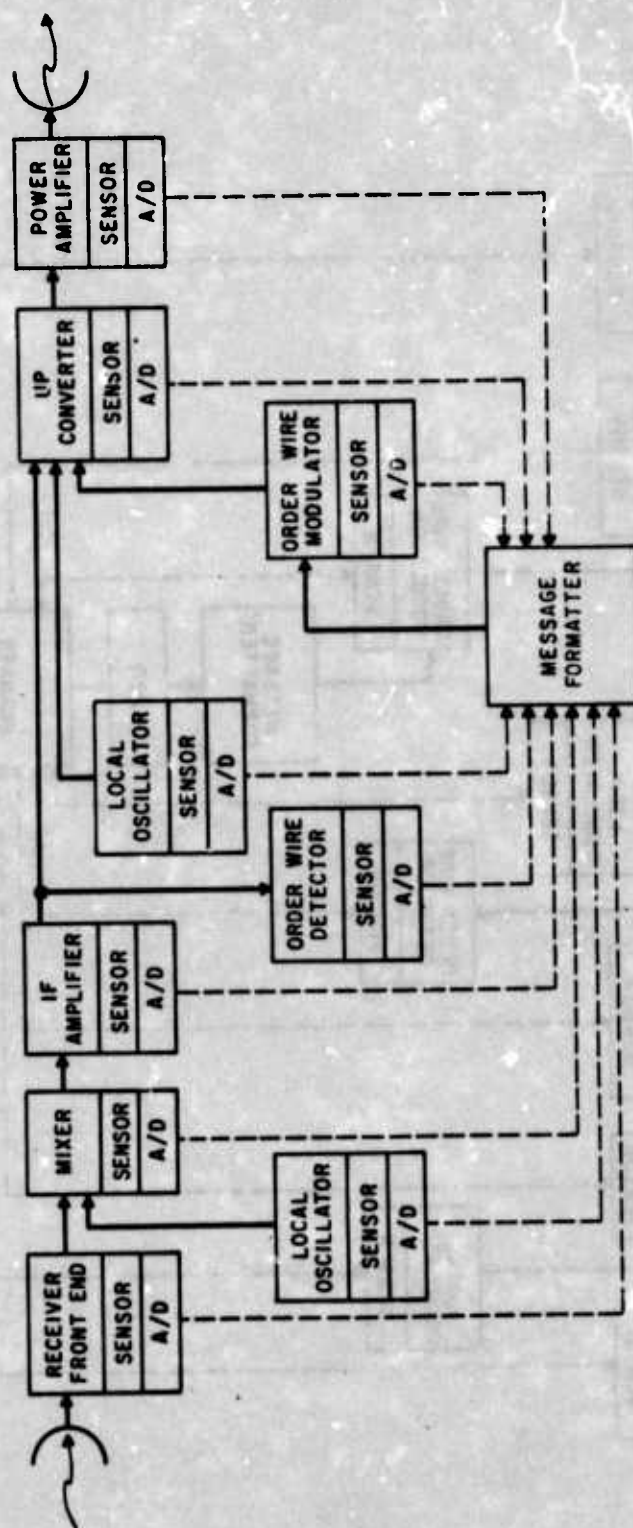 RECEIVER
FRONT END
SENSOR
A/D
MIXER
SENSOR
A/D
IF
AMPLIFIER
SENSOR
A/D
UP
CONVERTER
SENSOR
A/D
POWER
AMPLIFIER
SENSOR
A/D
LOCAL
OSCILLATOR
SENSOR
A/D
LOCAL
OSCILLATOR
SENSOR
A/D
ORDER WIRE
DETECTOR
SENSOR
A/D
ORDER WIRE
MODULATOR
SENSOR
A/D
MESSAGE
FORMATTER